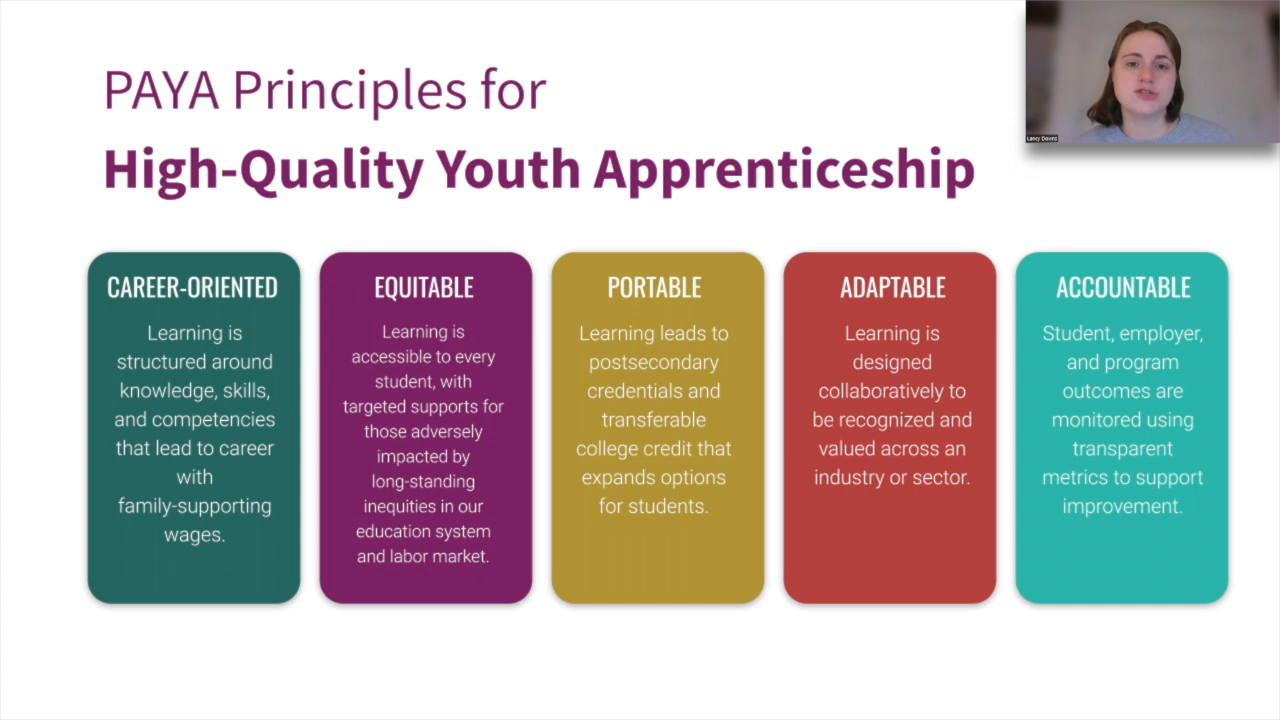 PAYA Principles for
High-Quality Youth Apprenticeship
Lancy Downs
CAREER-ORIENTED
Learning is
structured around
knowledge, skills,
and competencies
that lead to career
with
family-supporting
wages.
EQUITABLE
Learning is
accessible to every
student, with
targeted supports for
those adversely
impacted by
long-standing
inequities in our
education system
and labor market.
PORTABLE
Learning leads to
postsecondary
credentials and
transferable
college credit that
expands options
for students.
ADAPTABLE
Learning is
designed
collaboratively to
be recognized and
valued across an
industry or sector.
ACCOUNTABLE
Student, employer,
and program
outcomes are
monitored using
transparent
metrics to support
improvement.